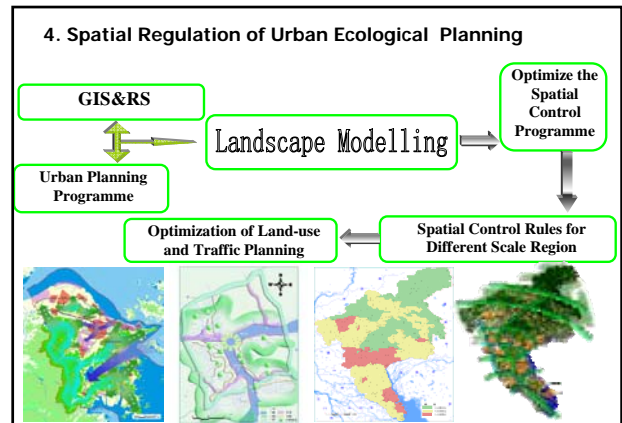 4. Spatial Regulation of Urban Ecological Planning
GIS&RS
Optimize the
Spatial
Control
Programme
Landscape Modelling
Urban Planning
Programme
Optimization of Land-use
and Traffic Planning
Spatial Control Rules for
Different Scale Region